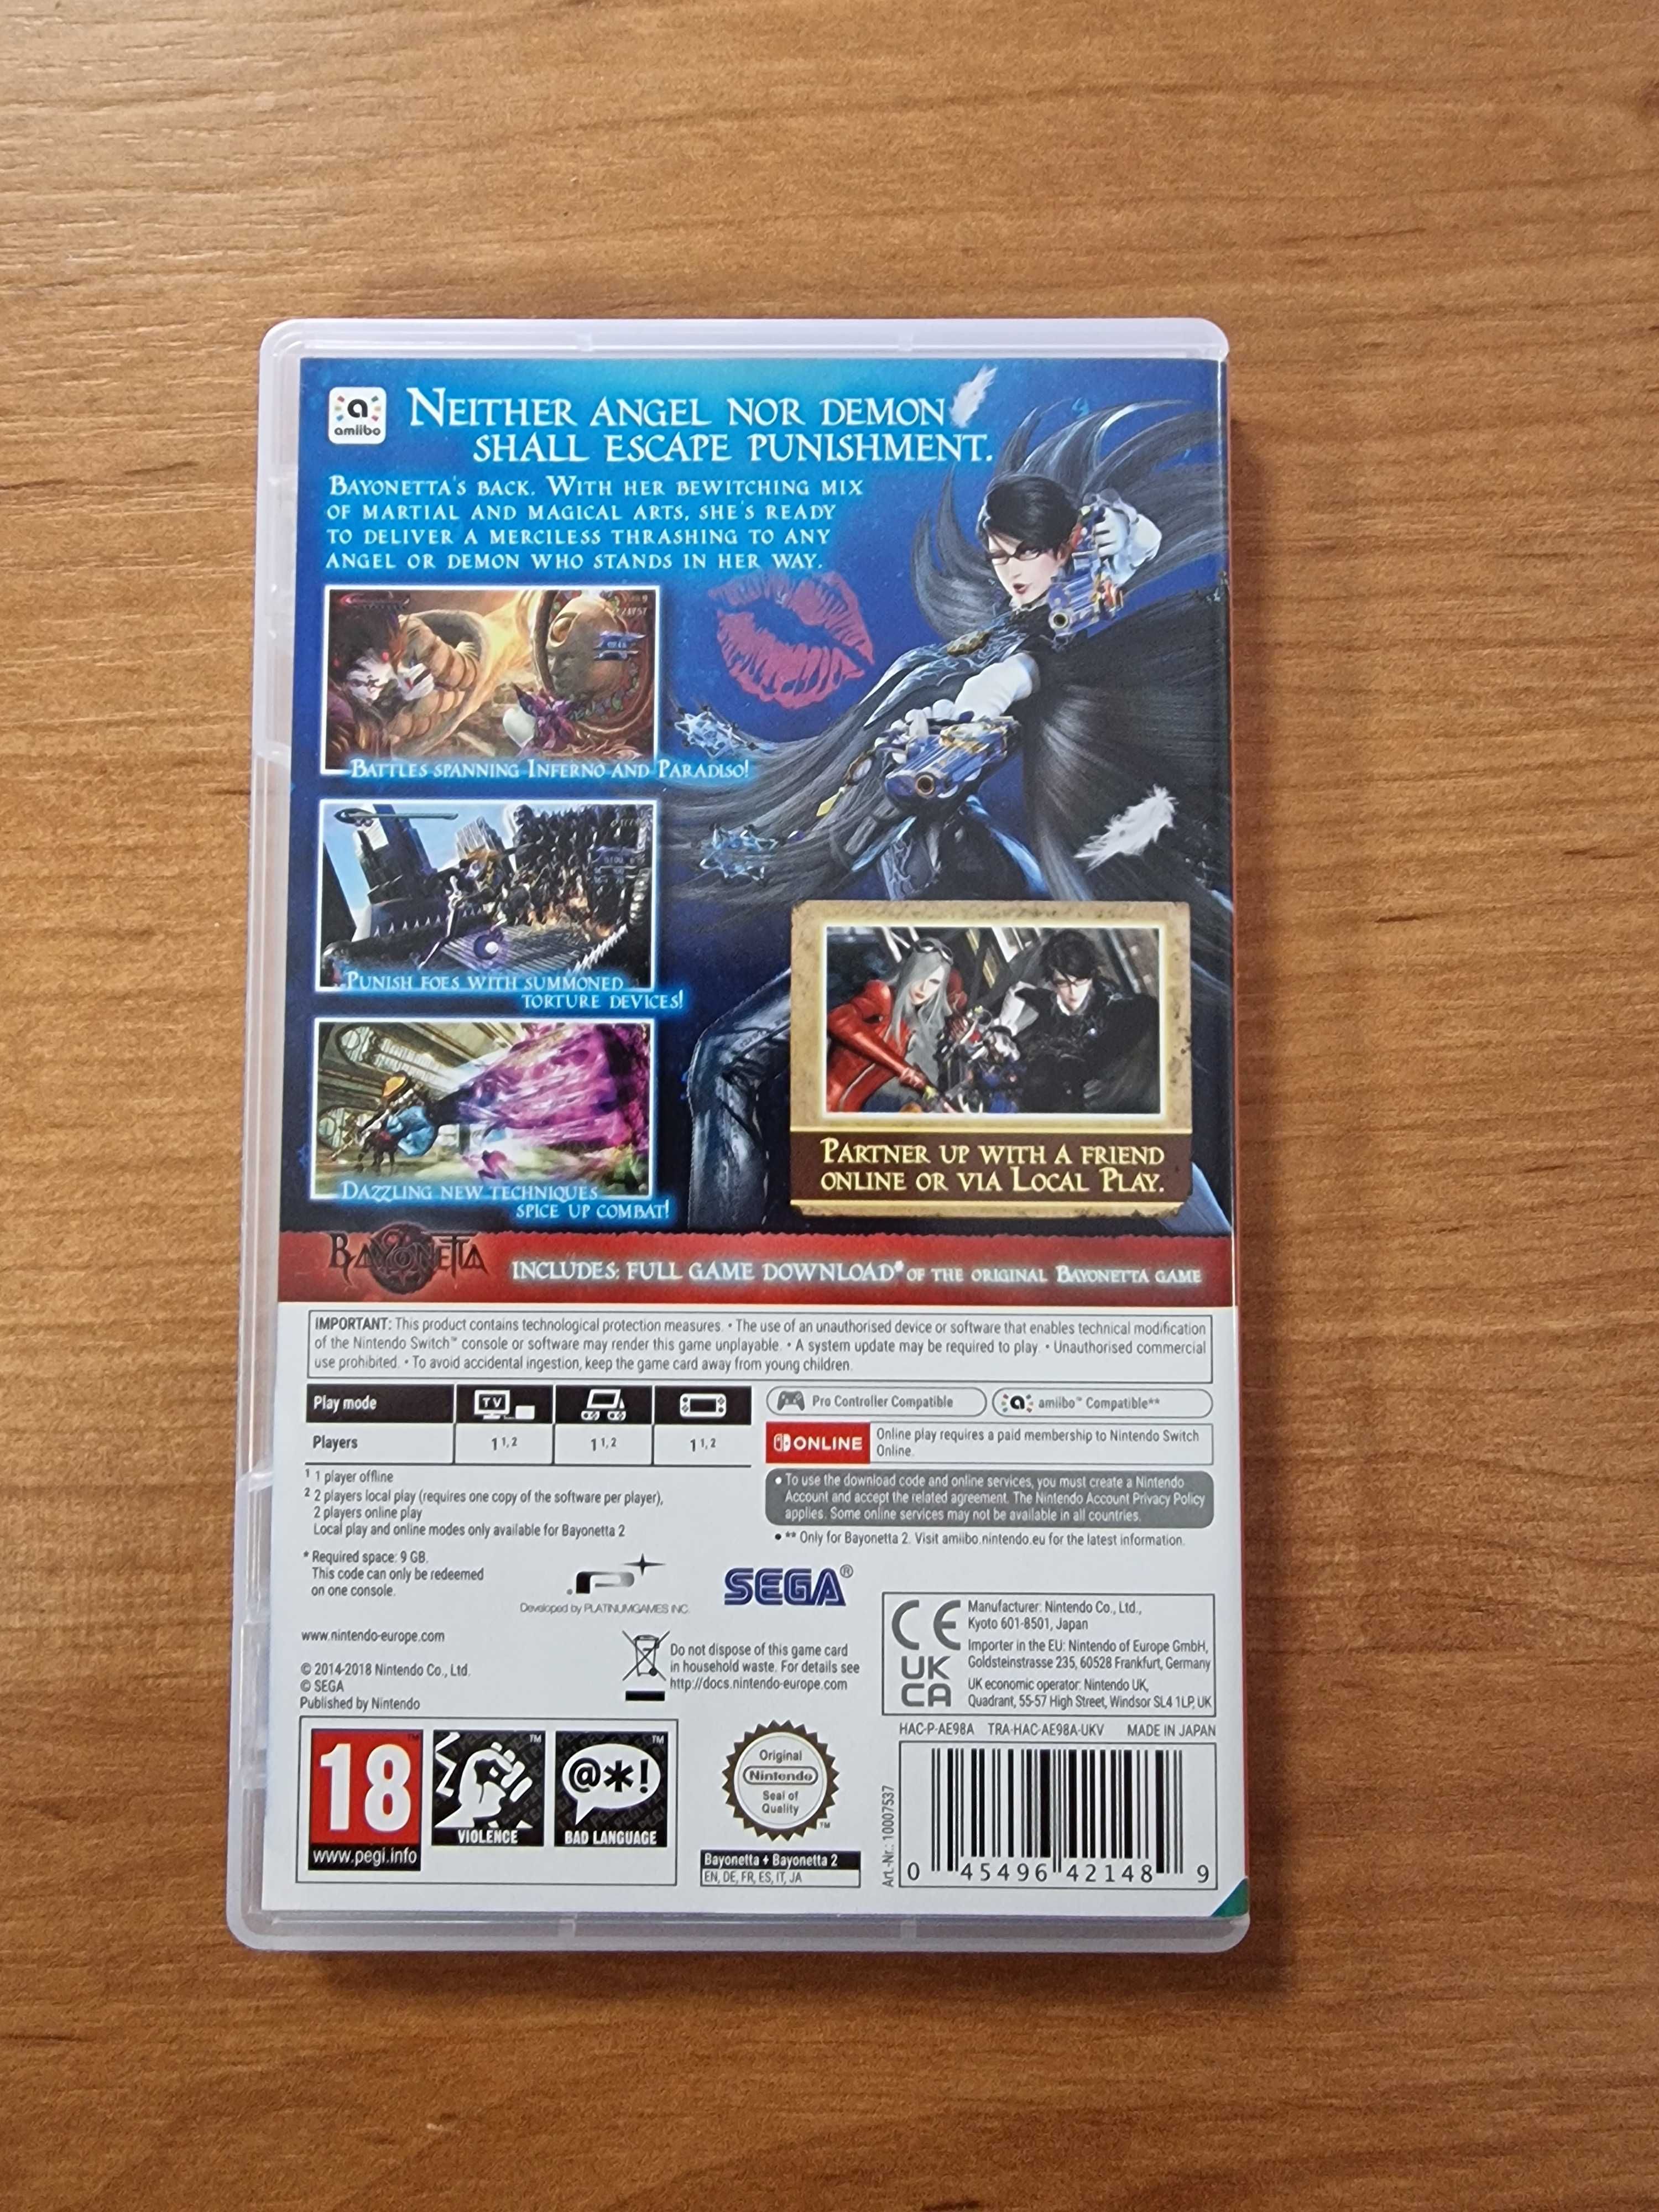 amiibo
NEITHER ANGEL NOR DEMON
SHALL ESCAPE PUNISHMENT.
BAYONETTA'S BACK. WITH HER BEWITCHING MIX
OF MARTIAL AND MAGICAL ARTS, SHE'S READY
TO DELIVER A MERCILESS THRASHING TO ANY
ANGEL OR DEMON WHO STANDS IN HER WAY.
BATTLES SPANNING INFERNO AND PARADISO!
PUNISH FOES WITH SUMMONED
TORTURE DEVICES!
DAZZLING NEW TECHNIQUES
SPICE UP COMBAT!
PARTNER UP WITH A FRIEND
ONLINE OR VIA LOCAL PLAY.
BAYONETTA
INCLUDES: FULL GAME DOWNLOAD* OF THE ORIGINAL BAYONETTA GAME
IMPORTANT: This product contains technological protection measures. • The use of an unauthorised device or software that enables technical modification
of the Nintendo Switch™ console or software may render this game unplayable. • A system update may be required to play. • Unauthorised commercial
use prohibited. • To avoid accidental ingestion, keep the game card away from young children.
Play mode TV
Players 1 1, 2 1 1, 2 1 1, 2
Pro Controller Compatible
amiibo™ Compatible**
ONLINE
Online play requires a paid membership to Nintendo Switch
Online.
1 1 player offline
2 2 players local play (requires one copy of the software per player),
2 players online play
Local play and online modes only available for Bayonetta 2
• To use the download code and online services, you must create a Nintendo
Account and accept the related agreement. The Nintendo Account Privacy Policy
applies. Some online services may not be available in all countries.
• ** Only for Bayonetta 2. Visit amiibo.nintendo.eu for the latest information.
* Required space: 9 GB.
This code can only be redeemed
on one console.
Developed by PLATINUMGAMES INC.
SEGA®
www.nintendo-europe.com
© 2014-2018 Nintendo Co., Ltd.
© SEGA
Published by Nintendo
Do not dispose of this game card
in household waste. For details see
http://docs.nintendo-europe.com
CE
UK
CA
Manufacturer: Nintendo Co., Ltd.,
Kyoto 601-8501, Japan
Importer in the EU: Nintendo of Europe GmbH,
Goldsteinstrasse 235, 60528 Frankfurt, Germany
UK economic operator: Nintendo UK,
Quadrant, 55-57 High Street, Windsor SL4 1LP, UK
HAC-P-AE98A TRA-HAC-AE98A-UKV MADE IN JAPAN
18
www.pegi.info
VIOLENCE ™
@*!
BAD LANGUAGE ™
Original
Nintendo
Seal of
Quality
™
Bayonetta + Bayonetta 2
EN, DE, FR, ES, IT, JA
Art.-Nr.: 10007537
0 45496 42148 9